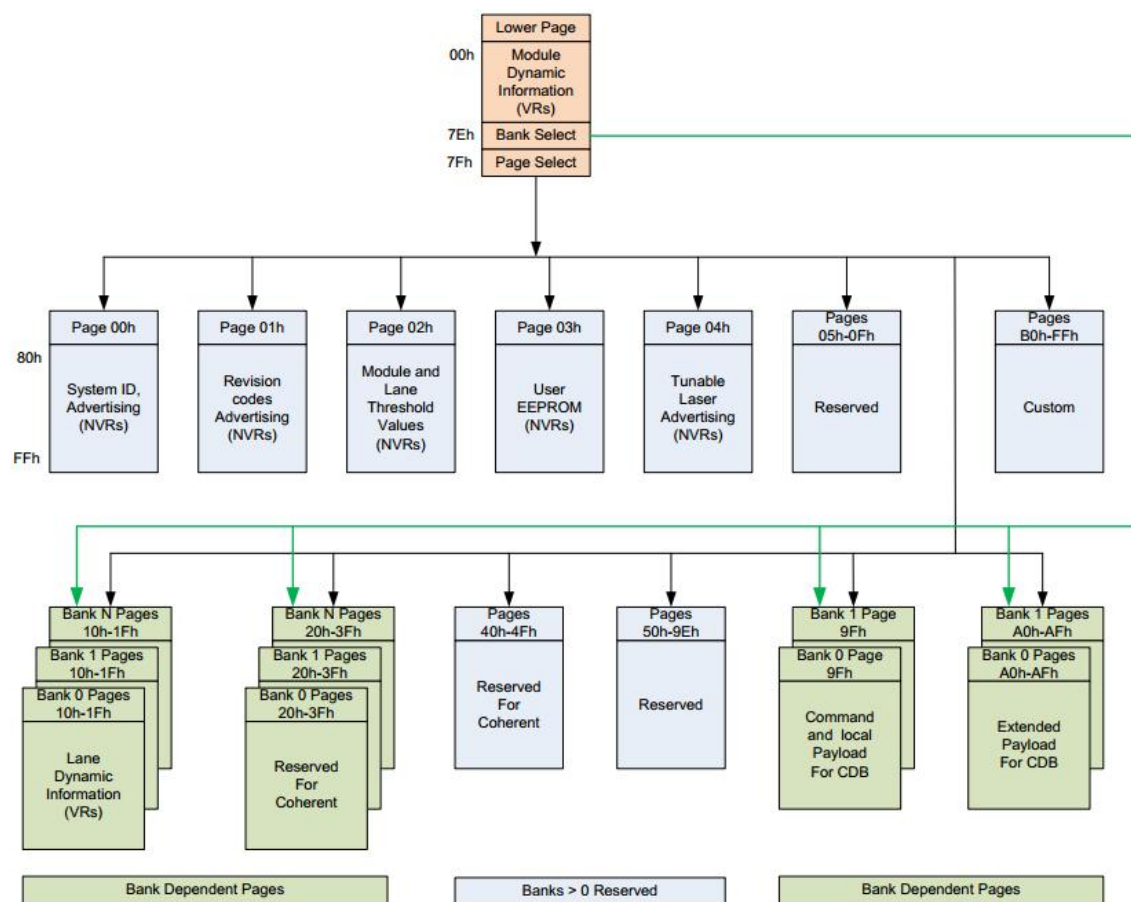 Lower Page
00h
Module
Dynamic
Information
(VRs)
7Eh
Bank Select
7Fh
Page Select
Page 00h
Page 01h
Page 02h
Page 03h
Page 04h
Pages
05h-0Fh
Pages
B0h-FFh
80h
System ID,
Advertising
(NVRs)
Revision
codes
Advertising
(NVRs)
Module and
Lane
Threshold
Values
(NVRs)
User
EEPROM
(NVRs)
Tunable
Laser
Advertising
(NVRs)
Reserved
Custom
FFh
Bank N Pages
10h-1Fh
Bank 1 Pages
10h-1Fh
Bank 0 Pages
10h-1Fh
Lane
Dynamic
Information
(VRs)
Bank N Pages
20h-3Fh
Bank 1 Pages
20h-3Fh
Bank 0 Pages
20h-3Fh
Reserved
For
Coherent
Pages
40h-4Fh
Reserved
For
Coherent
Pages
50h-9Eh
Reserved
Bank 1 Page
9Fh
Bank 0 Page
9Fh
Command
and local
Payload
For CDB
Bank 1 Pages
A0h-AFh
Bank 0 Pages
A0h-AFh
Extended
Payload
For CDB
Bank Dependent Pages
Banks > 0 Reserved
Bank Dependent Pages